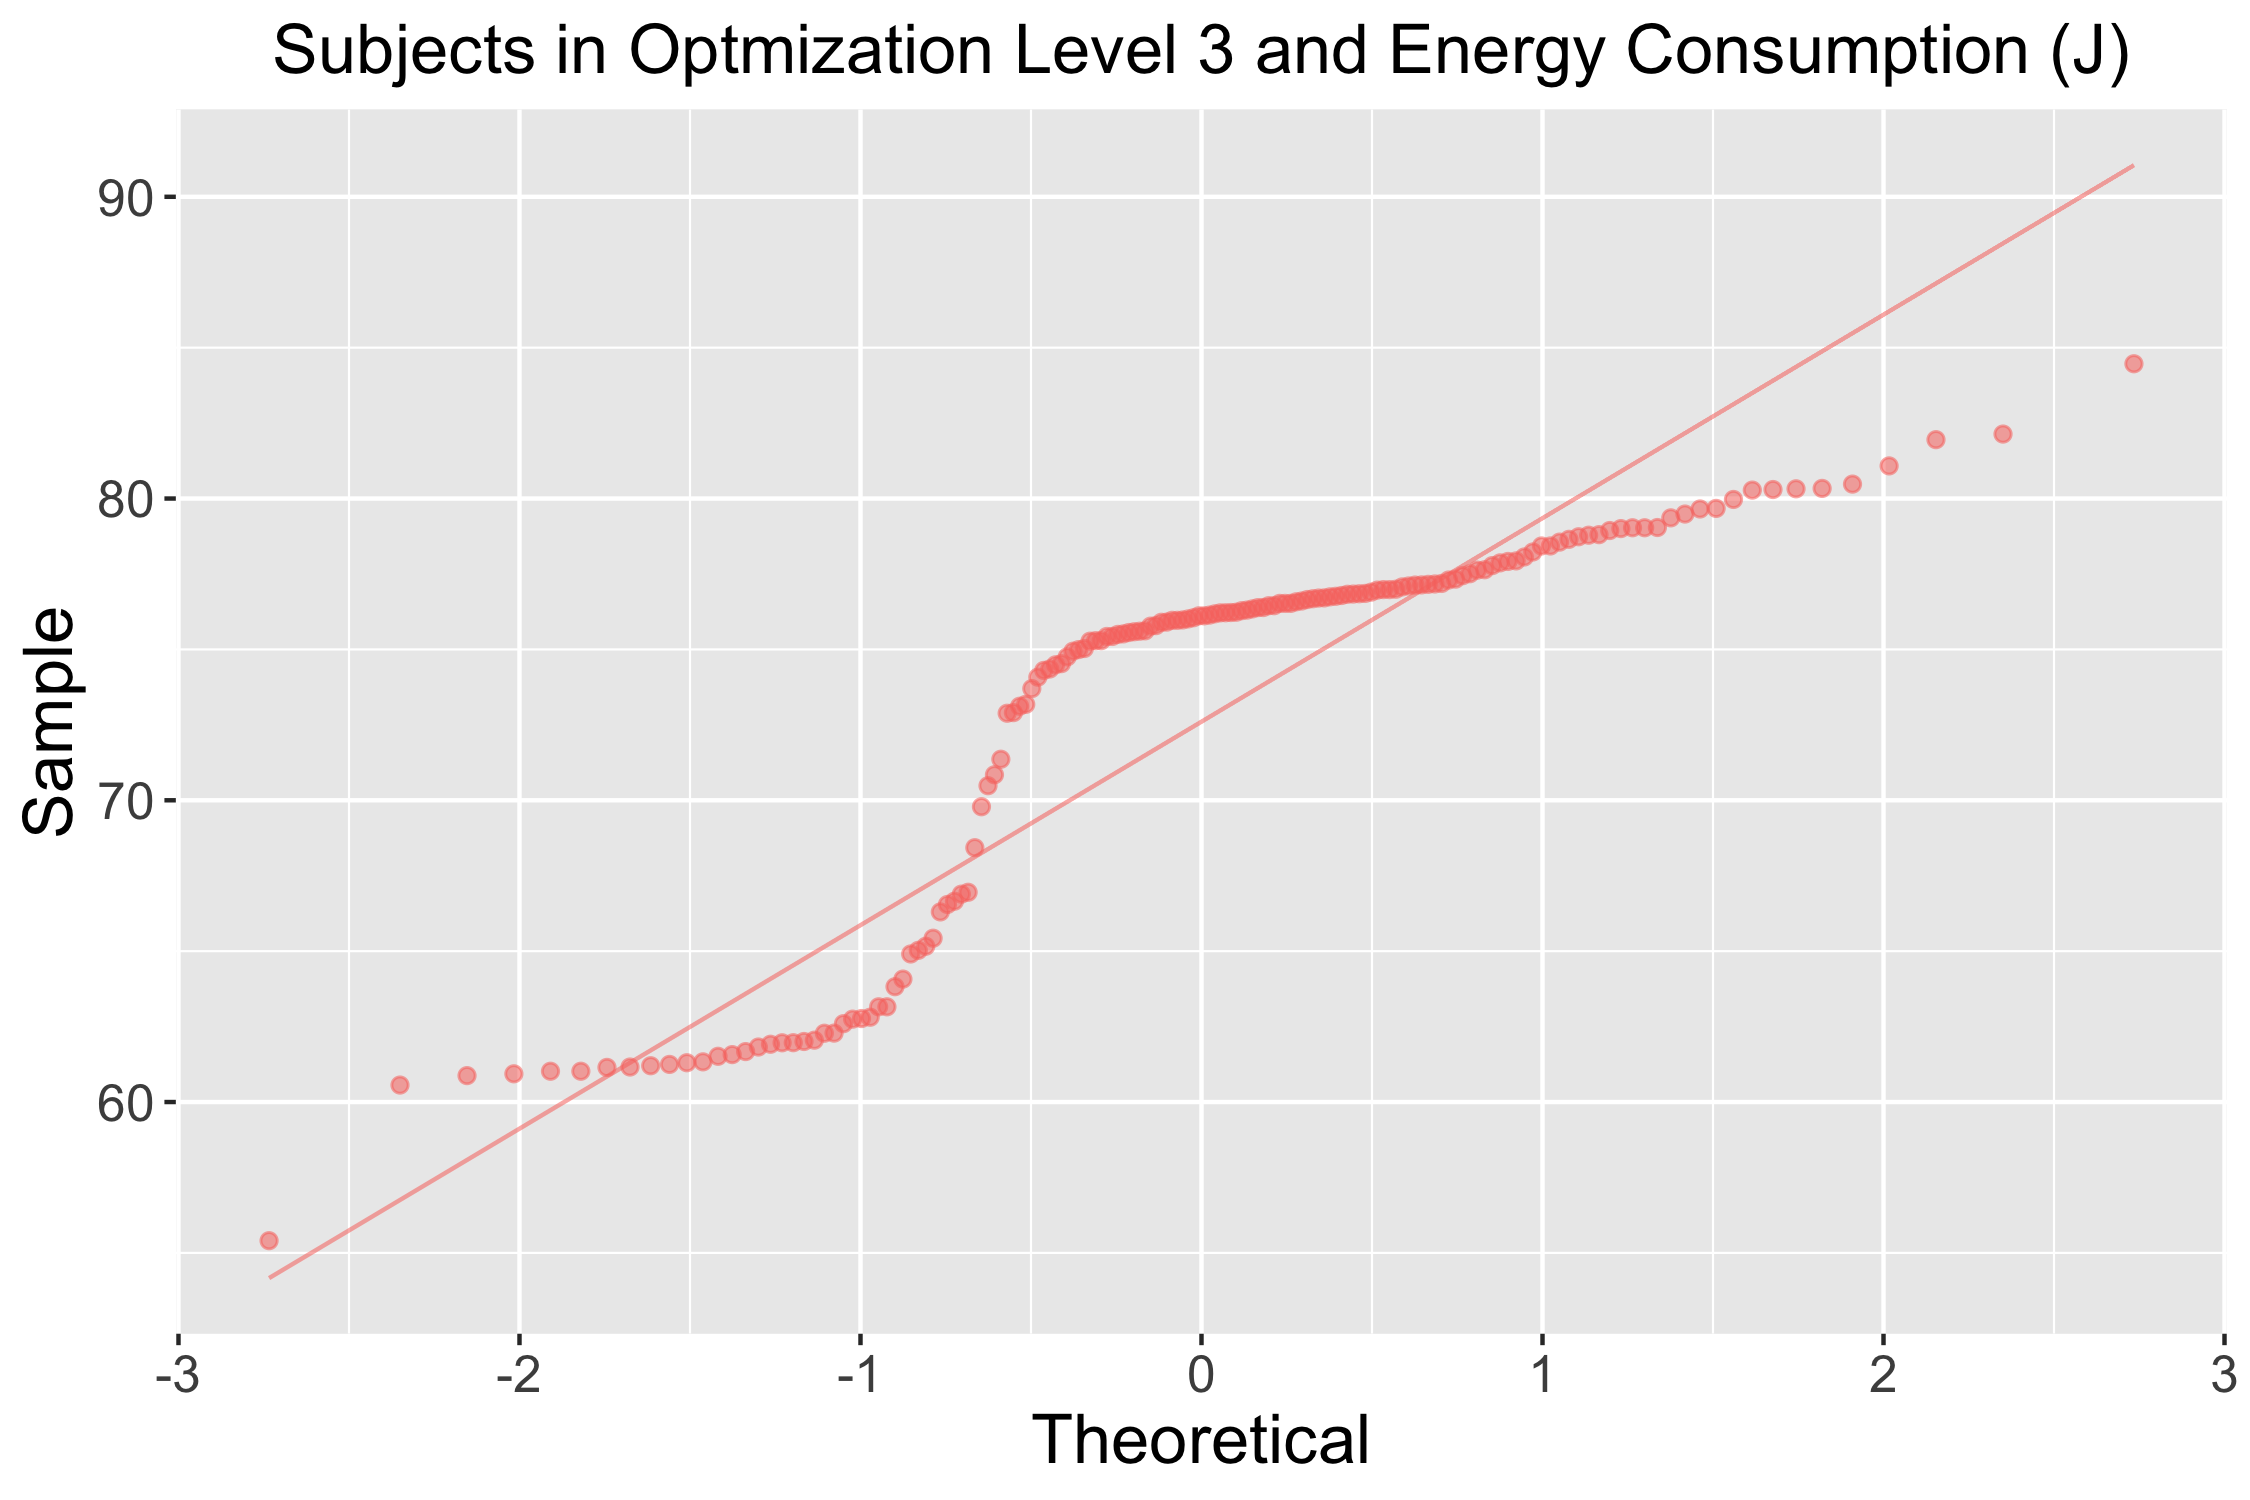 Subjects in Optmization Level 3 and Energy Consumption (J)
90
80
70
60
Sample
-3 -2 -1 0 1 2 3
Theoretical